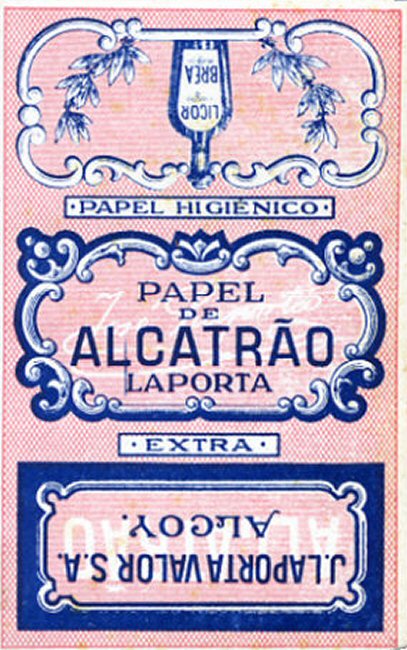 LICOR
BREA
·PAPEL HIGIÉNICO·
PAPEL
DE
ALCATRÃO
LAPORTA
·EXTRA·
J. LAPORTA VALOR S.A.
ALCOY.